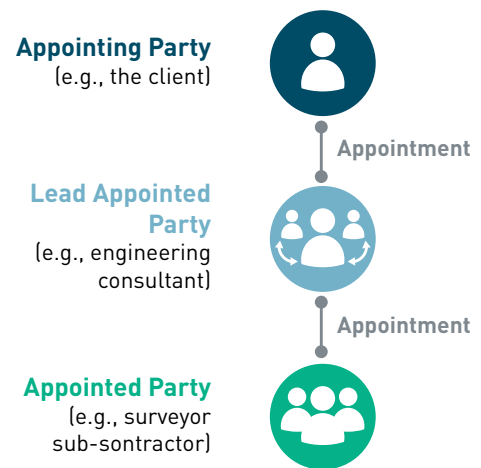 Appointing Party
(e.g., the client)
Appointment
Lead Appointed
Party
(e.g., engineering
consultant)
Appointment
Appointed Party
(e.g., surveyor
sub-sontractor)